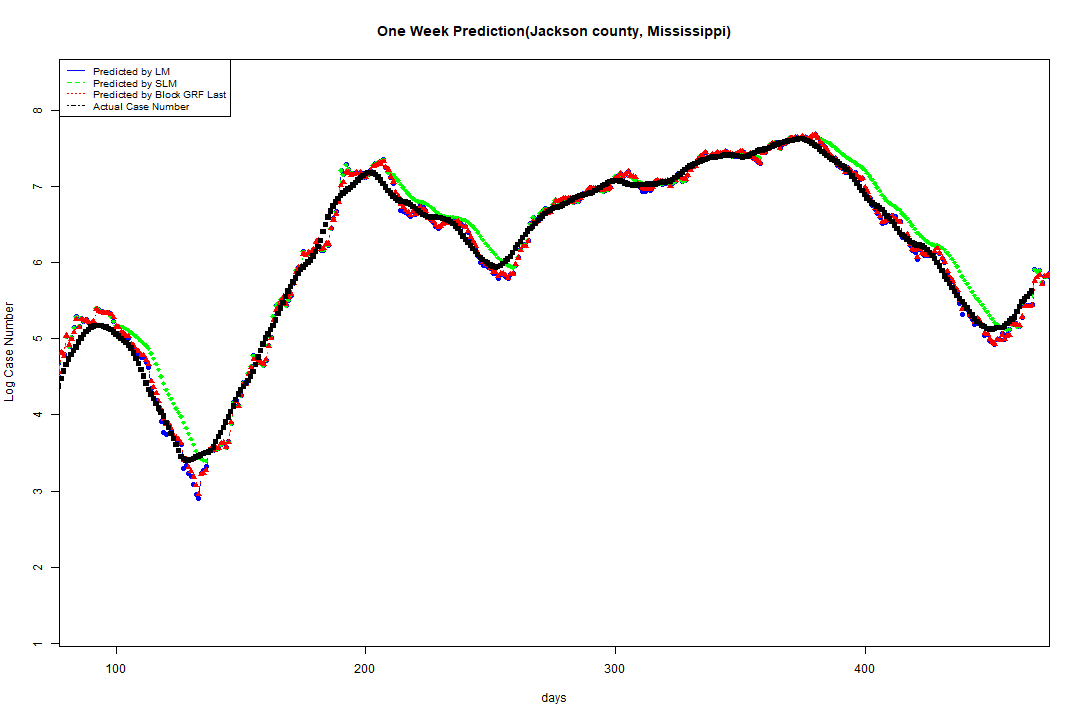 One Week Prediction(Jackson county, Mississippi)
Predicted by LM
Predicted by SLM
Predicted by Block GRF Last
Actual Case Number
Log Case Number
8
7
6
5
4
3
2
1
100 200 300 400
days